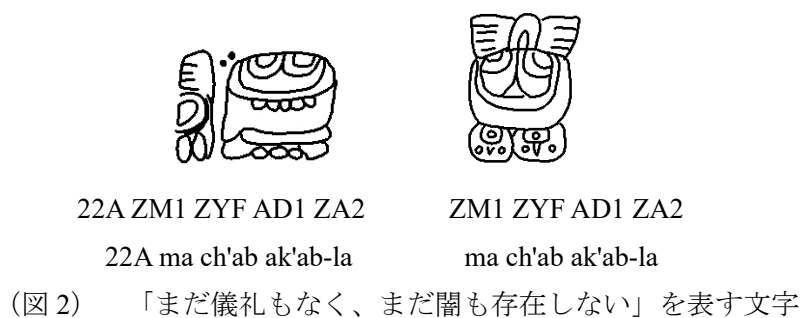 22A ZM1 ZYF AD1 ZA2 ZM1 ZYF AD1 ZA2
22A ma ch'ab ak'ab-la ma ch'ab ak'ab-la
(図 2) 「まだ儀礼もなく、まだ闇も存在しない」を表す文字